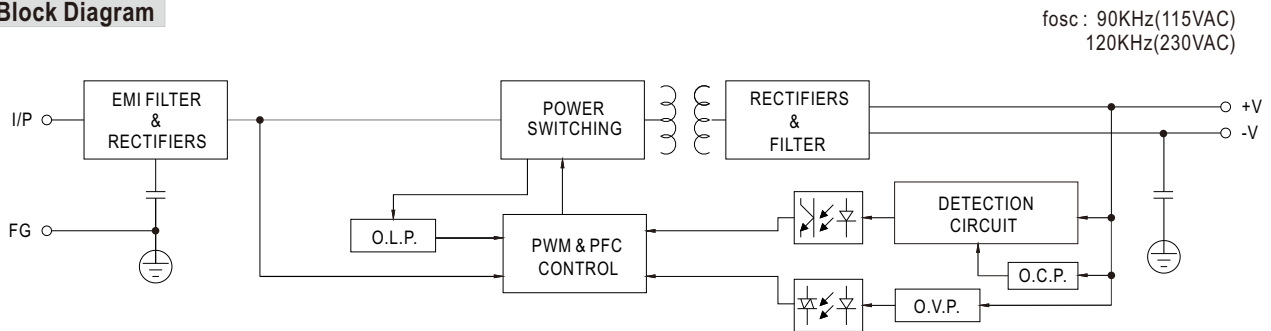 Block Diagram
fosc : 90KHz(115VAC)
120KHz(230VAC)
I/P
EMI FILTER
&
RECTIFIERS
POWER
SWITCHING
RECTIFIERS
&
FILTER
+V
-V
FG
O.L.P.
PWM & PFC
CONTROL
DETECTION
CIRCUIT
O.C.P.
O.V.P.